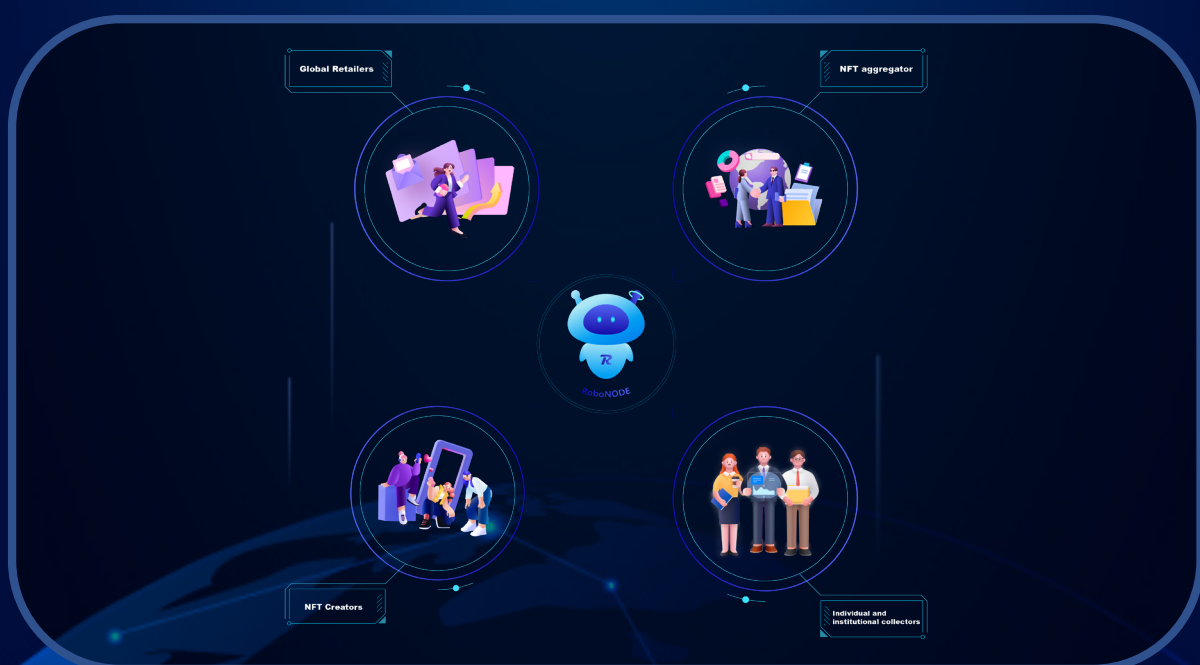 Global Retailers
NFT aggregator
R
RoboNODE
NFT Creators
Individual and
institutional collectors